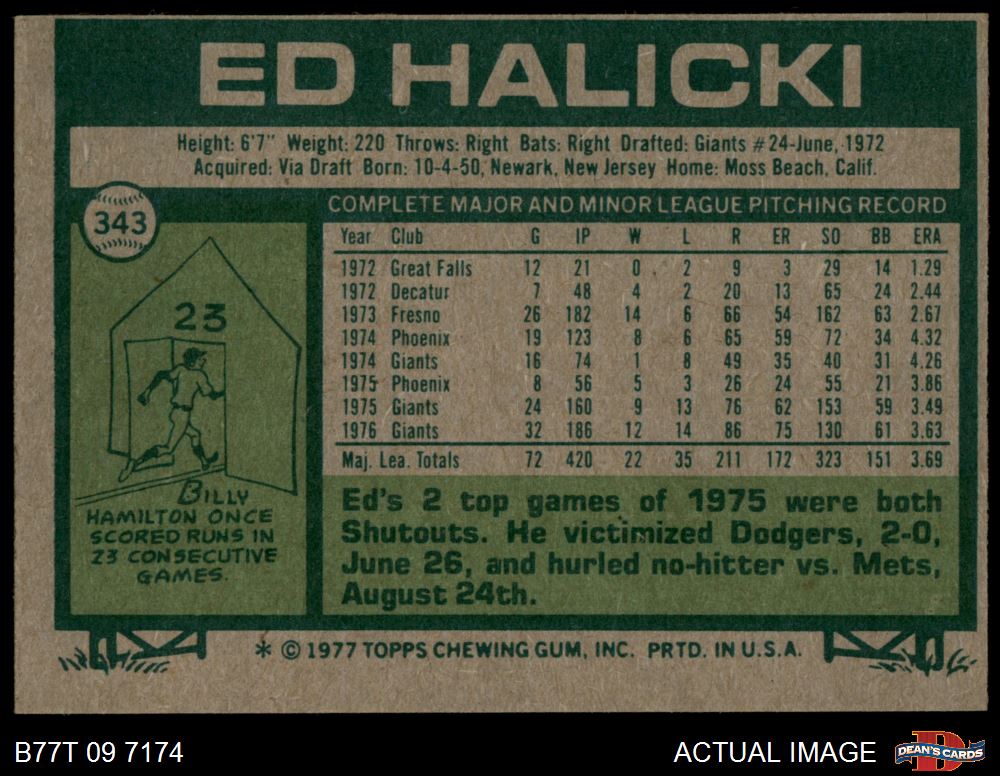 ED HALICKI
Height: 6'7" Weight: 220 Throws: Right Bats: Right Drafted: Giants #24-June, 1972
Acquired: Via Draft Born: 10-4-50, Newark, New Jersey Home: Moss Beach, Calif.
343
COMPLETE MAJOR AND MINOR LEAGUE PITCHING RECORD
Year Club G IP W L R ER SO BB ERA
1972 Great Falls 12 21 0 2 9 3 29 14 1.29
1972 Decatur 7 48 4 2 20 13 65 24 2.44
1973 Fresno 26 182 14 6 66 54 162 63 2.67
1974 Phoenix 19 123 8 6 65 59 72 34 4.32
1974 Giants 16 74 1 8 49 35 40 31 4.26
1975 Phoenix 8 56 5 3 26 24 55 21 3.86
1975 Giants 24 160 9 13 76 62 153 59 3.49
1976 Giants 32 186 12 14 86 75 130 61 3.63
Maj. Lea. Totals 72 420 22 35 211 172 323 151 3.69
23
BILLY
HAMILTON ONCE
SCORED RUNS IN
23 CONSECUTIVE
GAMES.
Ed's 2 top games of 1975 were both
Shutouts. He victimized Dodgers, 2-0,
June 26, and hurled no-hitter vs. Mets,
August 24th.
* © 1977 TOPPS CHEWING GUM, INC. PRTD. IN U.S.A.
B77T 09 7174
ACTUAL IMAGE
D
DEAN'S CARDS